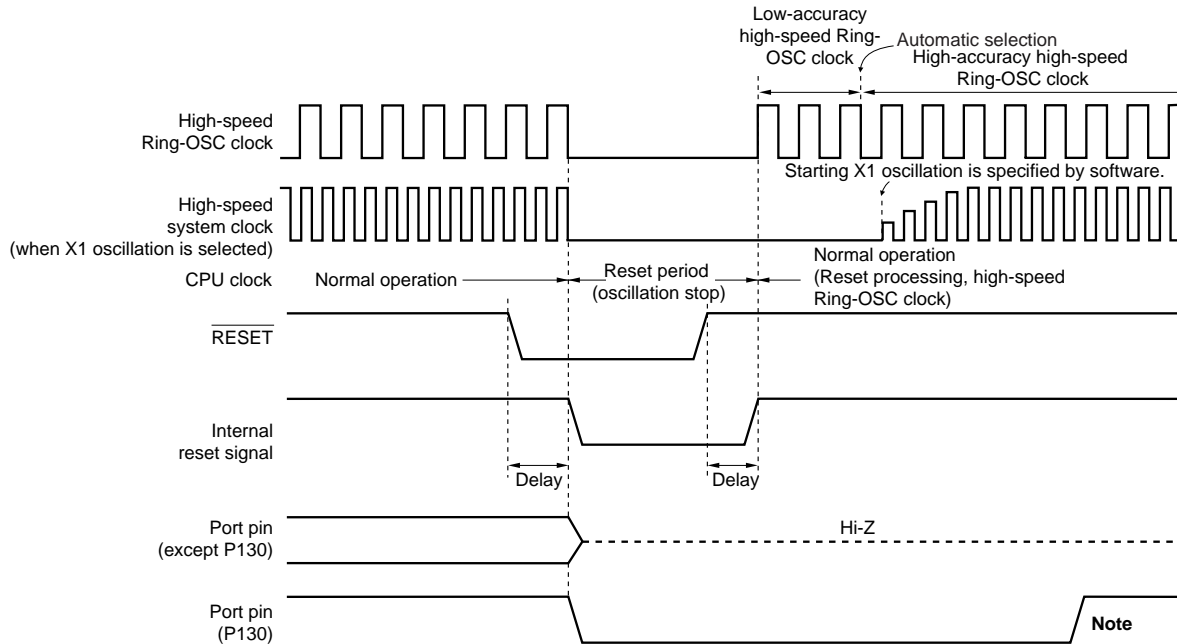 Low-accuracy
high-speed Ring-
OSC clock
Automatic selection
High-accuracy high-speed
Ring-OSC clock
High-speed
Ring-OSC clock
Starting X1 oscillation is specified by software.
High-speed
system clock
(when X1 oscillation is selected)
CPU clock
Normal operation
Reset period
(oscillation stop)
Normal operation
(Reset processing, high-speed
Ring-OSC clock)
RESET
Internal
reset signal
Delay
Delay
Port pin
(except P130)
Hi-Z
Port pin
(P130)
Note